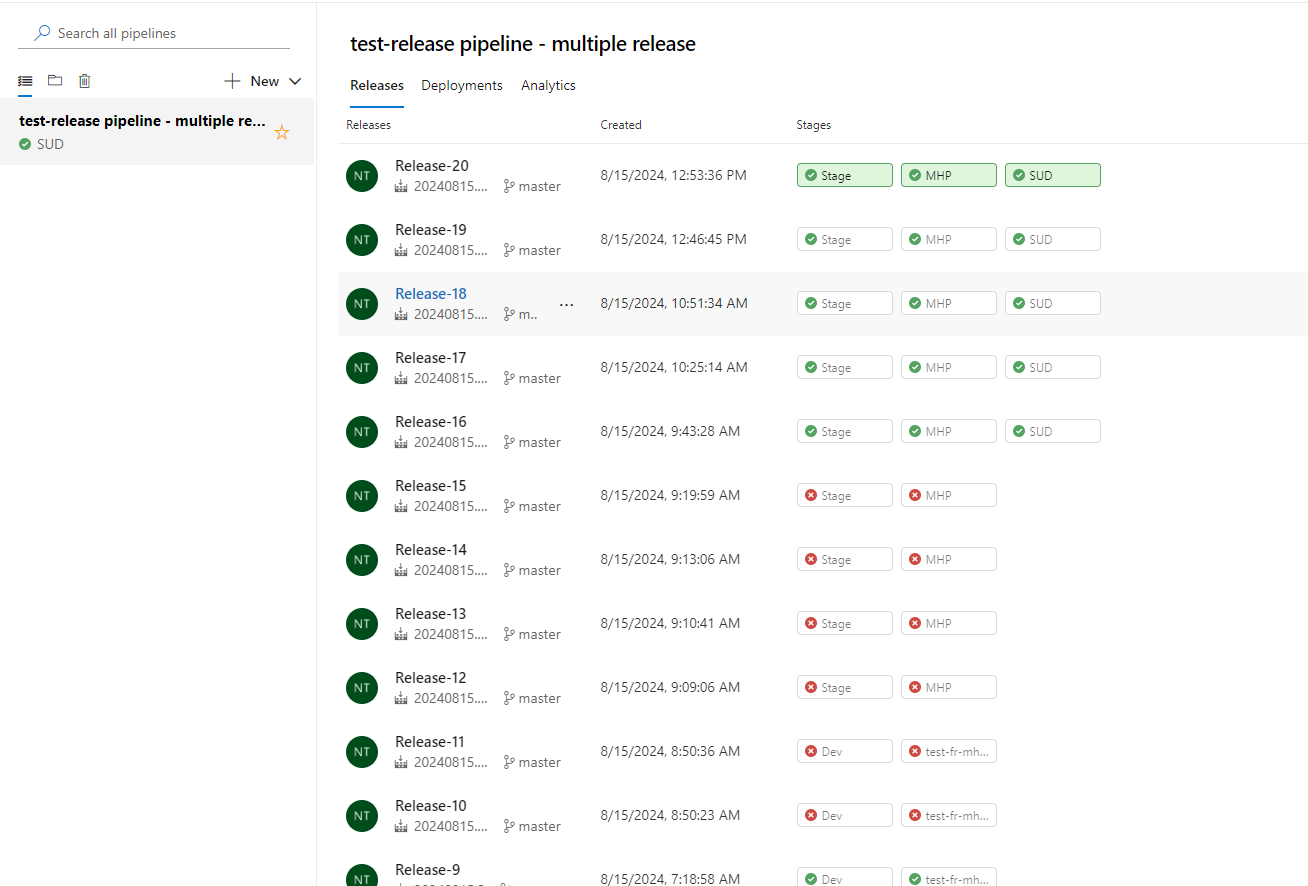 Search all pipelines
New
test-release pipeline - multiple re...
SUD
test-release pipeline - multiple release
Releases Deployments Analytics
Releases Created Stages
NT Release-20 8/15/2024, 12:53:36 PM Stage MHP SUD
20240815.... master
NT Release-19 8/15/2024, 12:46:45 PM Stage MHP SUD
20240815.... master
NT Release-18 ... 8/15/2024, 10:51:34 AM Stage MHP SUD
20240815.... m..
NT Release-17 8/15/2024, 10:25:14 AM Stage MHP SUD
20240815.... master
NT Release-16 8/15/2024, 9:43:28 AM Stage MHP SUD
20240815.... master
NT Release-15 8/15/2024, 9:19:59 AM Stage MHP
20240815.... master
NT Release-14 8/15/2024, 9:13:06 AM Stage MHP
20240815.... master
NT Release-13 8/15/2024, 9:10:41 AM Stage MHP
20240815.... master
NT Release-12 8/15/2024, 9:09:06 AM Stage MHP
20240815.... master
NT Release-11 8/15/2024, 8:50:36 AM Dev test-fr-mh...
20240815.... master
NT Release-10 8/15/2024, 8:50:23 AM Dev test-fr-mh...
20240815.... master
NT Release-9 8/15/2024, 7:18:58 AM Dev test-fr-mh...